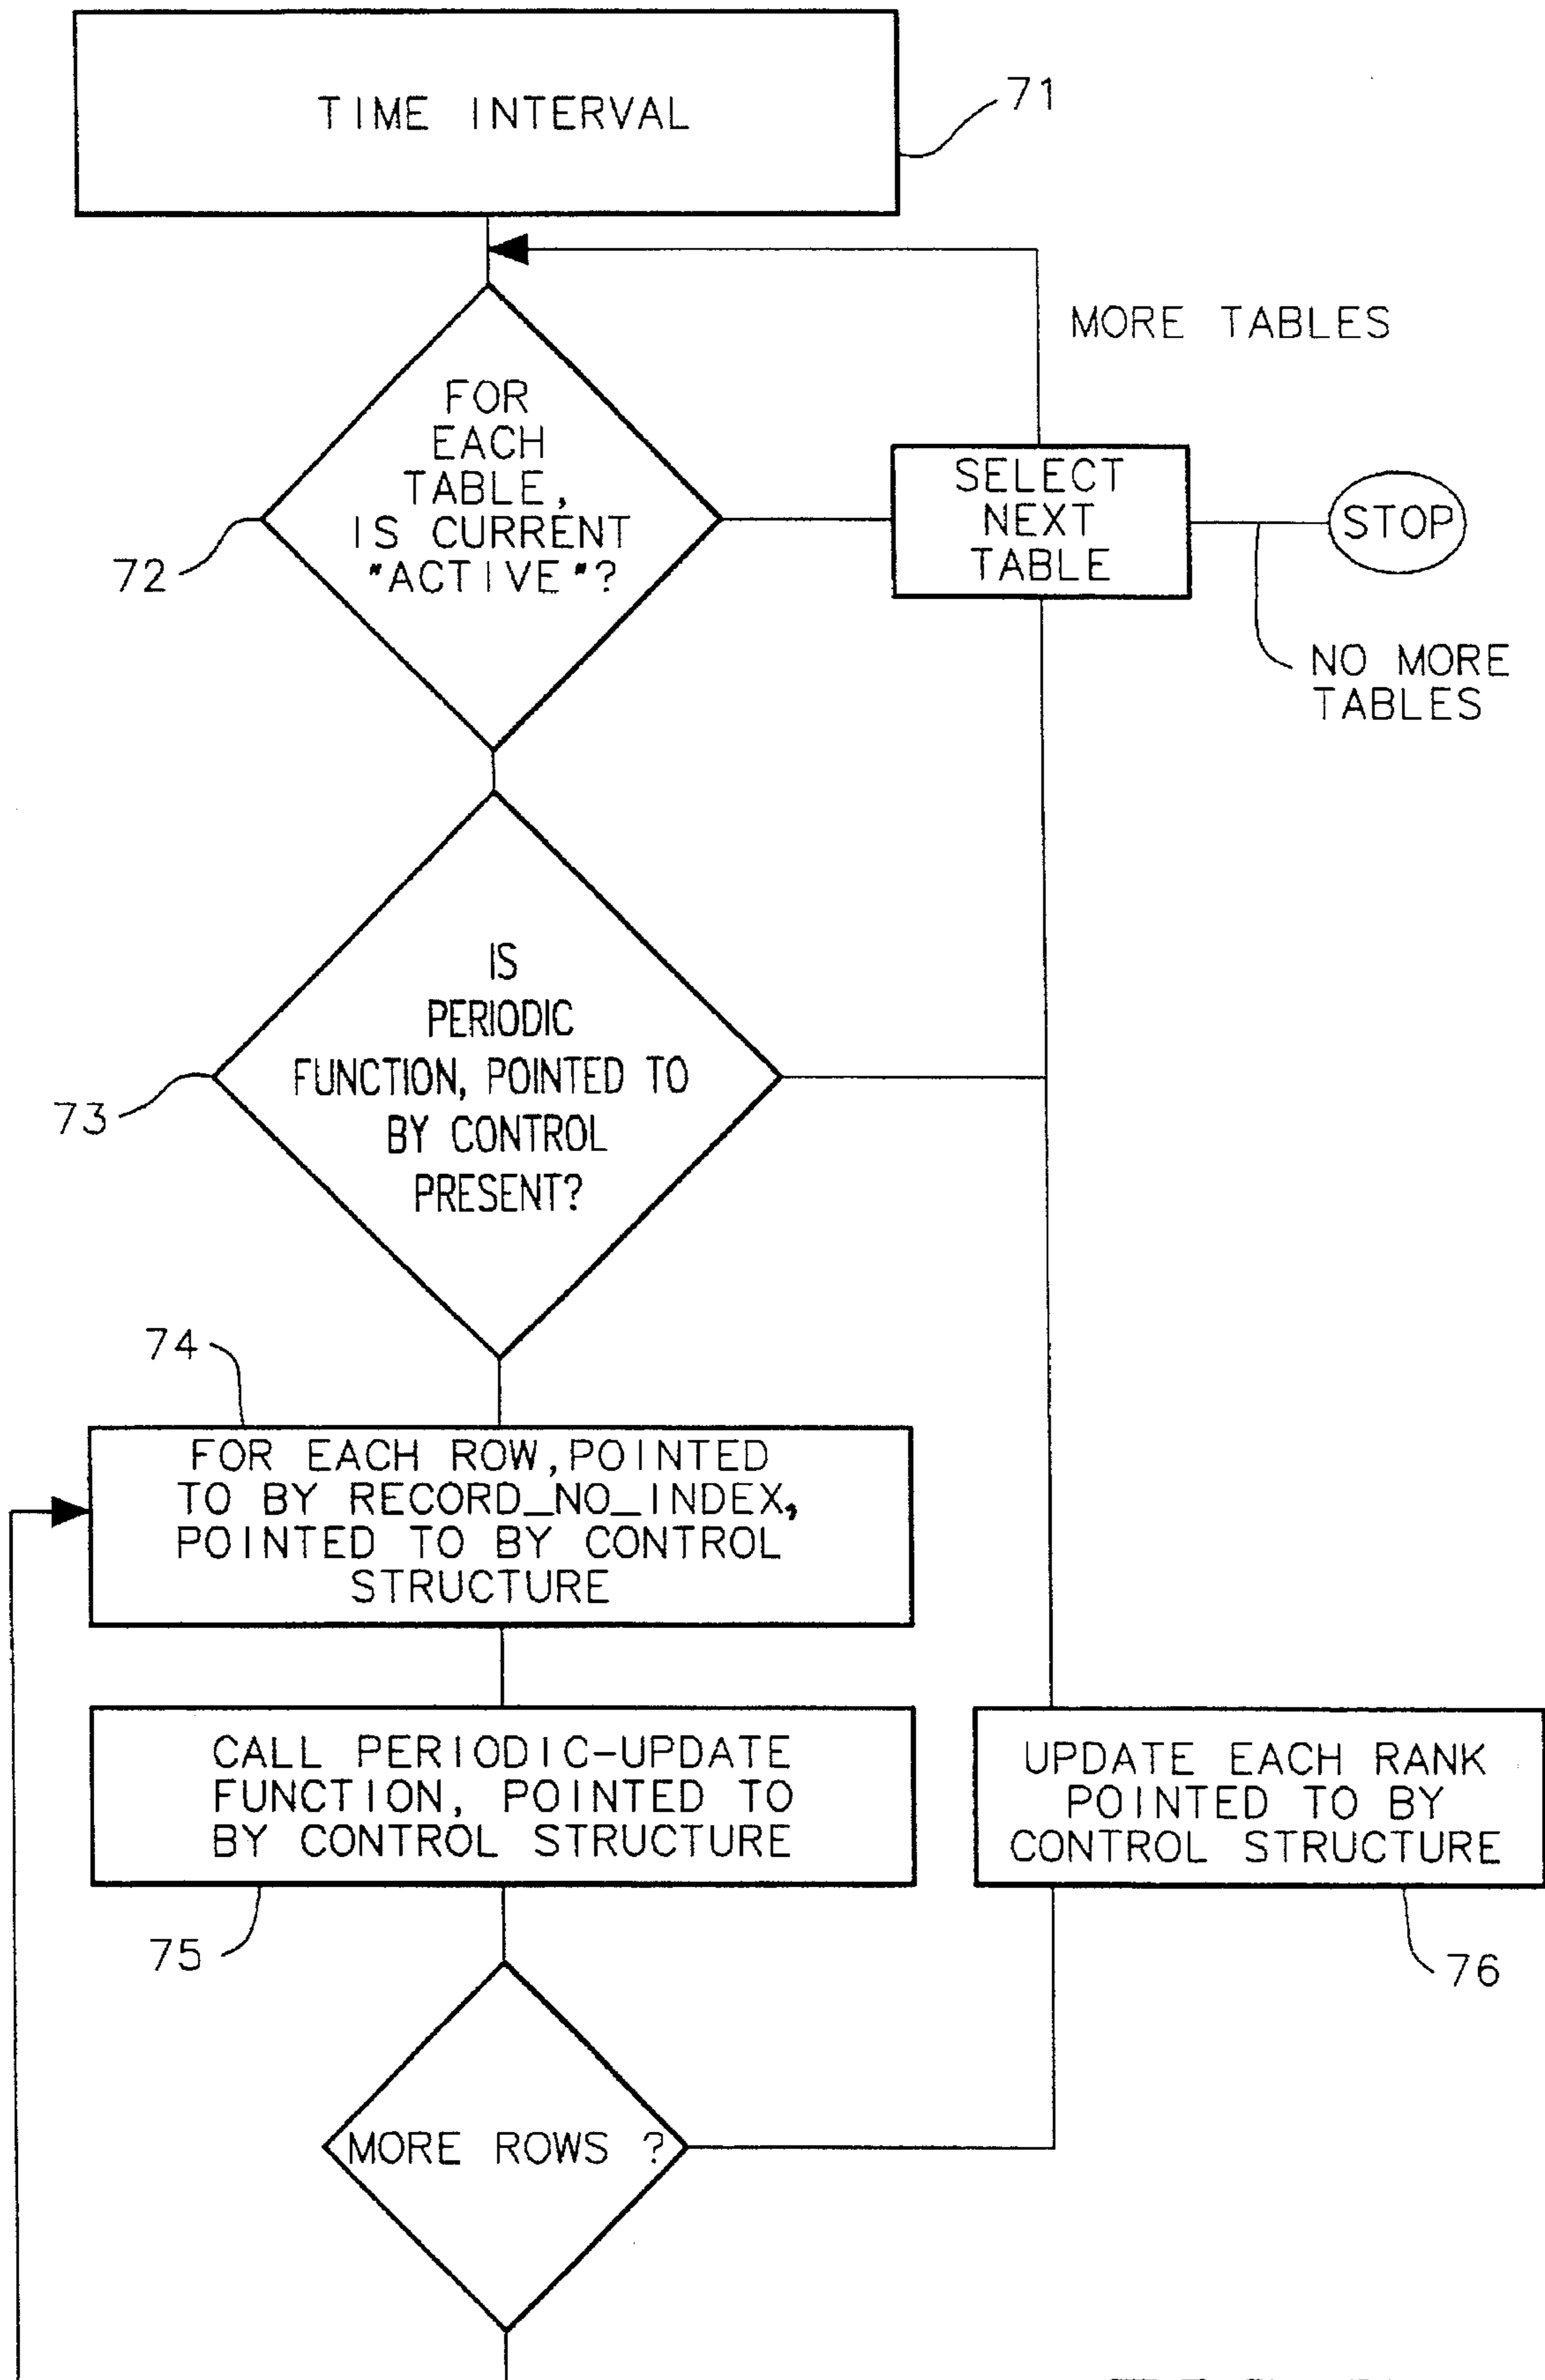 TIME INTERVAL
71
MORE TABLES
FOR
EACH
TABLE,
IS CURRENT
"ACTIVE"?
72
SELECT
NEXT
TABLE
STOP
NO MORE
TABLES
IS
PERIODIC
FUNCTION, POINTED TO
BY CONTROL
PRESENT?
73
74
FOR EACH ROW, POINTED
TO BY RECORD_NO_INDEX,
POINTED TO BY CONTROL
STRUCTURE
CALL PERIODIC-UPDATE
FUNCTION, POINTED TO
BY CONTROL STRUCTURE
75
UPDATE EACH RANK
POINTED TO BY
CONTROL STRUCTURE
76
MORE ROWS ?